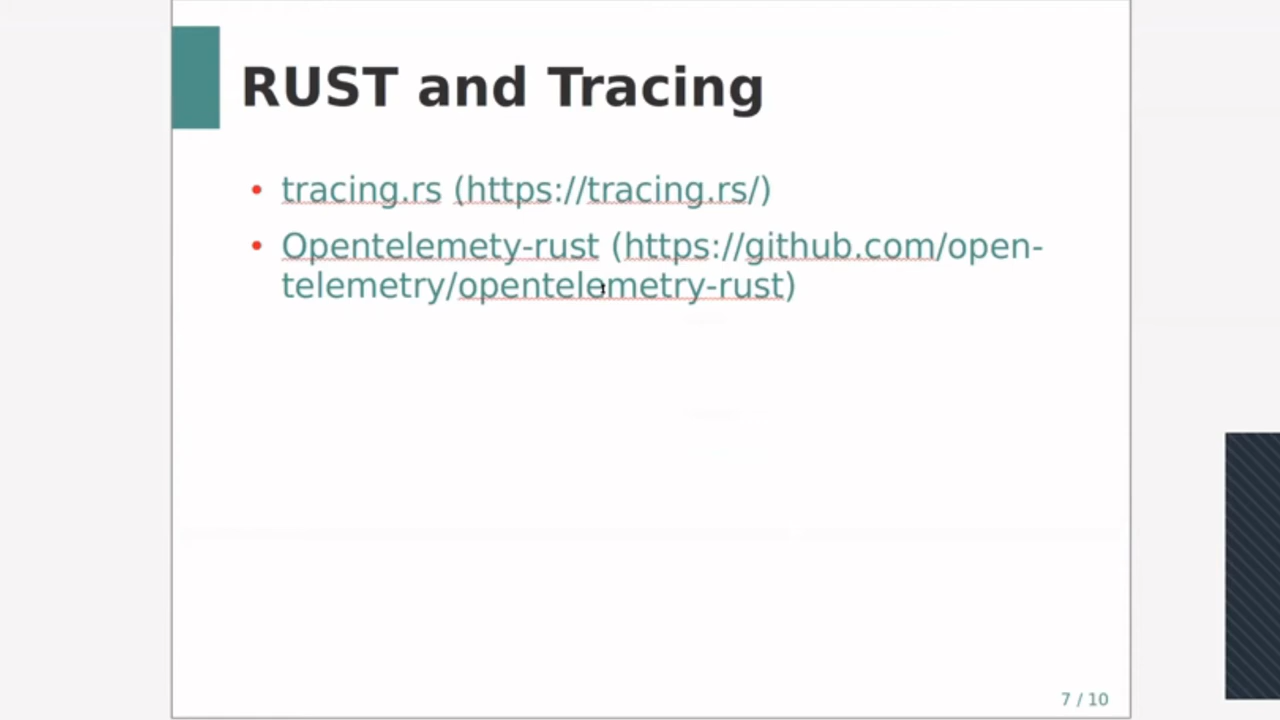 RUST and Tracing
• tracing.rs (https://tracing.rs/)
• Opentelemety-rust (https://github.com/open-
telemetry/opentelemetry-rust)
7 / 10